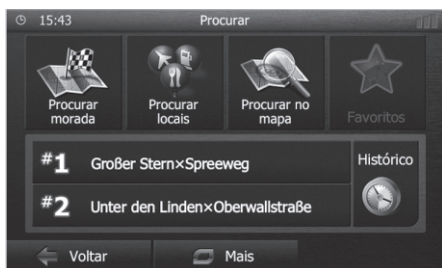 15:43 Procurar
Procurar morada
Procurar locais
Procurar no mapa
Favoritos
#1 Großer Stern×Spreeweg
Histórico
#2 Unter den Linden×Oberwallstraße
Voltar Mais